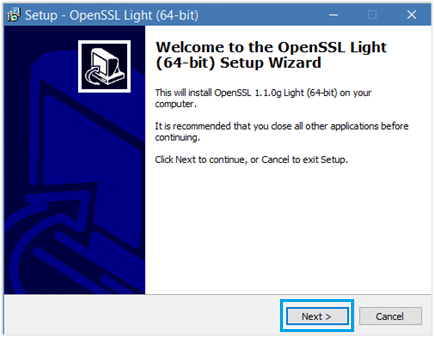 Setup - OpenSSL Light (64-bit)
Welcome to the OpenSSL Light
(64-bit) Setup Wizard
This will install OpenSSL 1.1.0g Light (64-bit) on your
computer.
It is recommended that you close all other applications before
continuing.
Click Next to continue, or Cancel to exit Setup.
Next >
Cancel